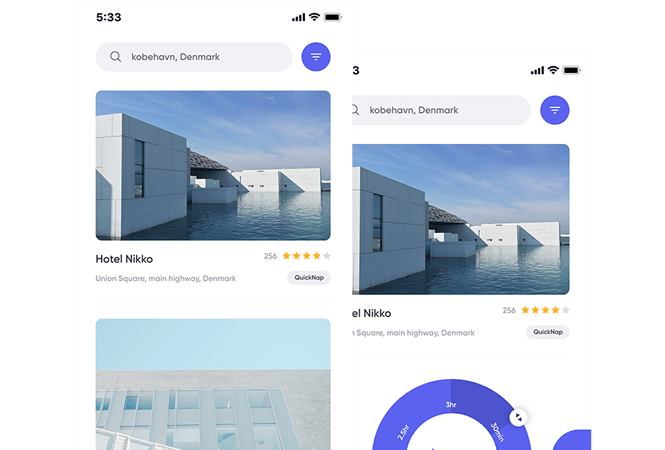 5:33
kobehavn, Denmark
Hotel Nikko
256
Union Square, main highway, Denmark
QuickNap
3
kobehavn, Denmark
el Nikko
256
Square, main highway, Denmark
QuickNap
3hr
2.5hr
30min